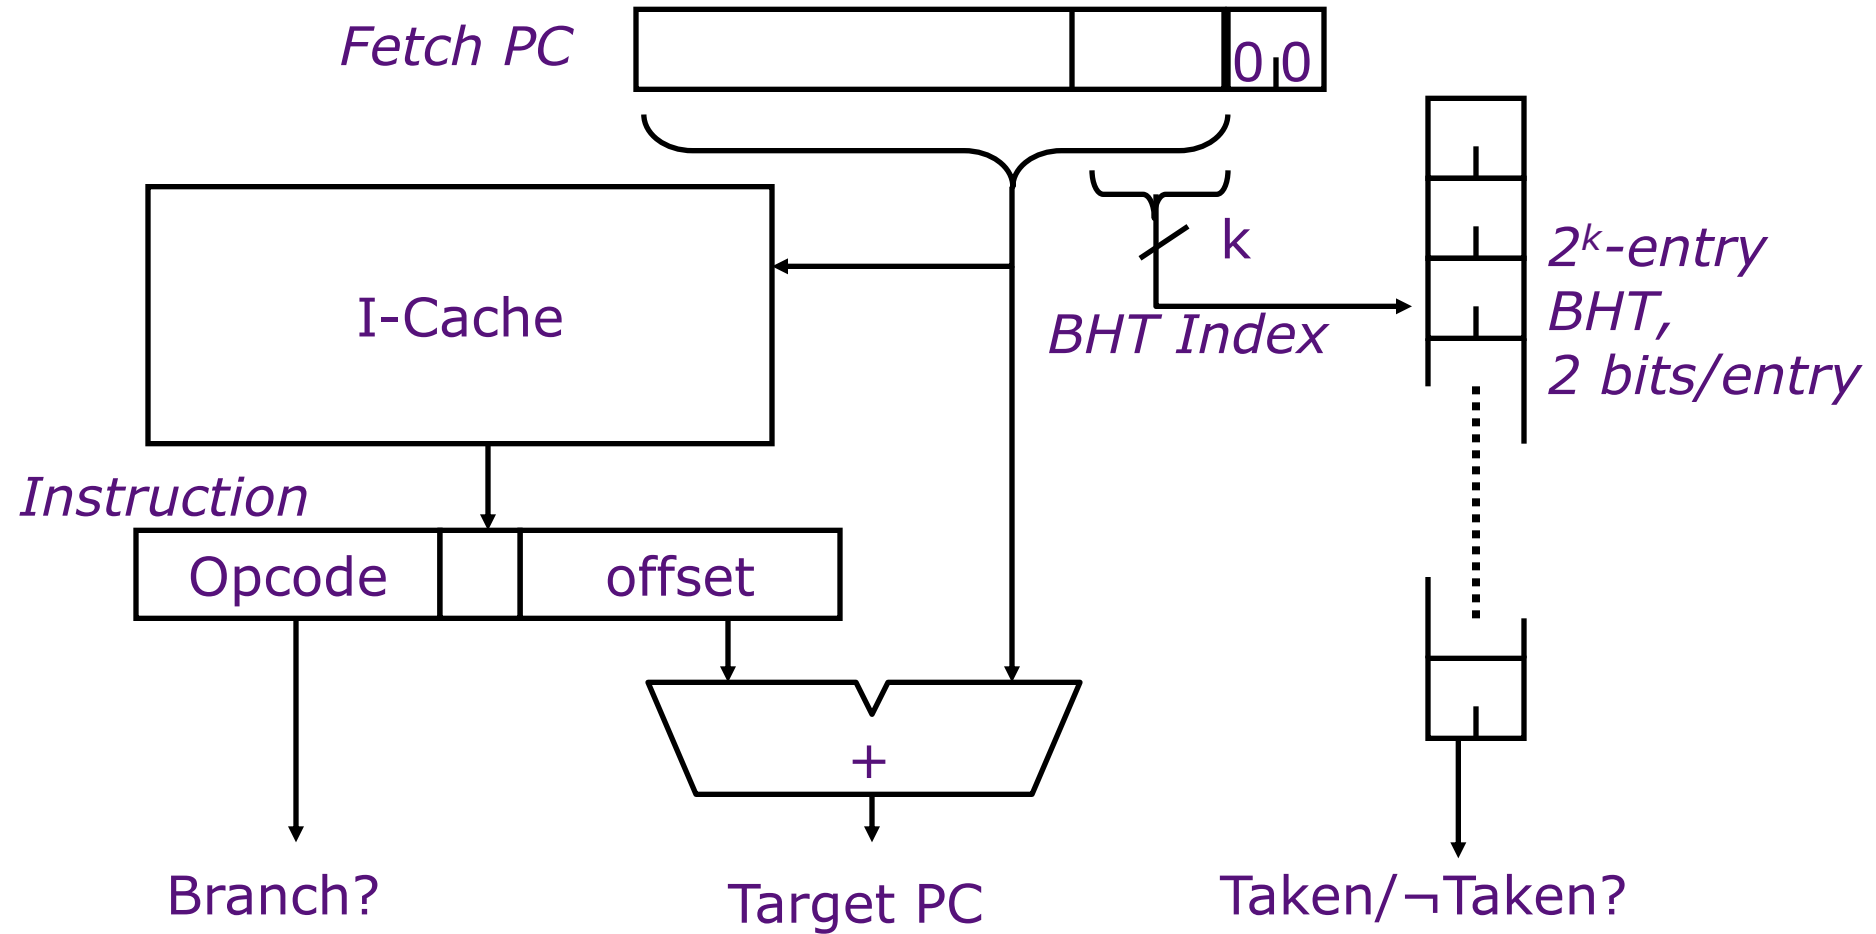 Fetch PC
0 0
k
I-Cache
BHT Index
2ᵏ-entry
BHT,
2 bits/entry
Instruction
Opcode
offset
+
Branch?
Target PC
Taken/¬Taken?